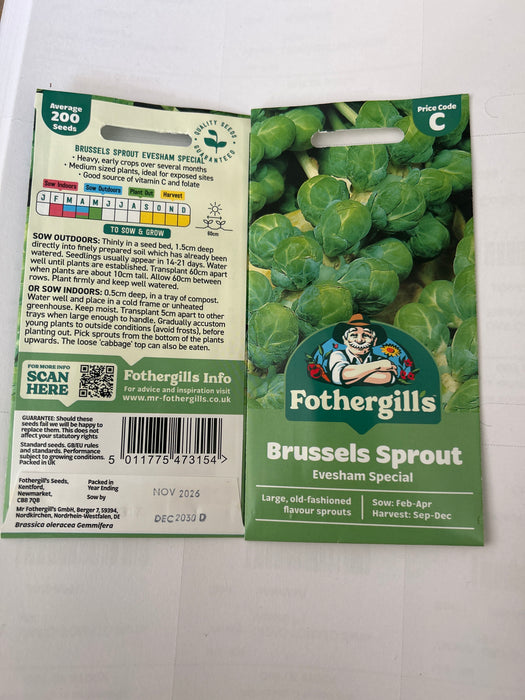 Average
200
Seeds
QUALITY SEEDS
GUARANTEE
BRUSSELS SPROUT EVESHAM SPECIAL
• Heavy, early crops over several months
• Medium sized plants, ideal for exposed sites
• Good source of vitamin C and folate
Sow Indoors Sow Outdoors Plant Out Harvest
J F M A M J J A S O N D
60cm
TO SOW & GROW
SOW OUTDOORS: Thinly in a seed bed, 1.5cm deep
directly into finely prepared soil which has already been
watered. Seedlings usually appear in 14-21 days. Water
well until plants are established. Transplant 60cm apart
when plants are about 10cm tall. Allow 60cm between
rows. Plant firmly and keep well watered.
OR SOW INDOORS: 0.5cm deep, in a tray of compost.
Water well and place in a cold frame or unheated
greenhouse. Keep moist. Transplant 5cm apart to other
trays when large enough to handle. Gradually accustom
young plants to outside conditions (avoid frosts), before
planting out. Pick sprouts from the bottom of the plants
upwards. The loose 'cabbage' top can also be eaten.
FOR MORE INFO
SCAN
HERE
Fothergills Info
For advice and inspiration visit
www.mr-fothergills.co.uk
GUARANTEE: Should these
seeds fail we will be happy to
replace them. This does not
affect your statutory rights
Standard seeds. GB/EU rules
and standards. Performance
subject to growing conditions.
Packed in UK
5 011775 473154 >
Fothergill's Seeds,
Kentford,
Newmarket,
CB8 7QB
Packed in
Year Ending
Sow by
NOV 2026
DEC 2030 D
Mr Fothergill's GmbH, Berger 7, 59394,
Nordkirchen, Nordrhein-Westfalen, Dt
Brassica oleracea Gemmifera
Price Code
C
Fothergill's
Brussels Sprout
Evesham Special
Large, old-fashioned
flavour sprouts
Sow: Feb-Apr
Harvest: Sep-Dec